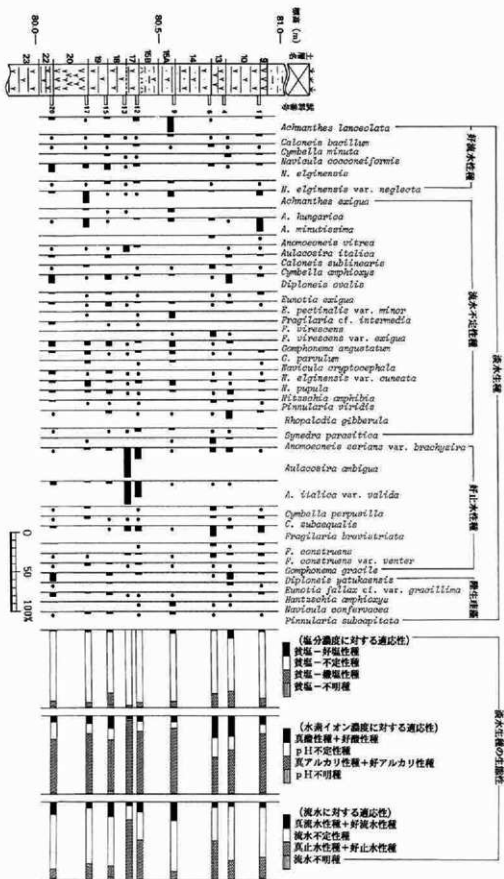 標高(m)
81.0
80.5
80.0
土層名
9
10
13
14
15A
15B
17
18
19
20
21
22
23
試料番号
Achnanthes lanceolata
Caloneis bacillum
Cymbella minuta
Navicula cocconeiformis
N. elginensis
N. elginensis var. neglecta
Achnanthes exigua
A. hungarica
A. minutissima
Anomoeoneis vitrea
Aulacosira italica
Caloneis sublinearis
Cymbella amphioxys
Diploneis ovalis
Eunotia exigua
E. pectinalis var. minor
Fragilaria cf. intermedia
F. virescens
F. virescens var. exigua
Gomphonema angustatum
G. parvulum
Navicula cryptocephala
N. elginensis var. cuneata
N. pupula
Nitzschia amphibia
Pinnularia viridis
Rhopalodia gibberula
Synedra parasitica
Anomoeoneis serians var. brachysira
Aulacosira ambigua
A. italica var. valida
Cymbella perpusilla
C. subaequalis
Fragilaria brevistriata
F. construens
F. construens var. venter
Gomphonema gracile
Diploneis yatukaensis
Eunotia fallax cf. var. gracillima
Hantzschia amphioxys
Navicula confervacea
Pinnularia subcapitata
好流水性種
流水不定性種
好止水性種
陸生珪藻
淡水生種
0
50
100%
(塩分濃度に対する適応性)
貧塩-好塩性種
貧塩-不定性種
貧塩-嫌塩性種
貧塩-不明種
(水素イオン濃度に対する適応性)
真酸性種+好酸性種
pH不定性種
真アルカリ性種+好アルカリ性種
pH不明種
(流水に対する適応性)
真流水性種+好流水性種
流水不定性種
真止水性種+好止水性種
流水不明種
淡水生種の生態性